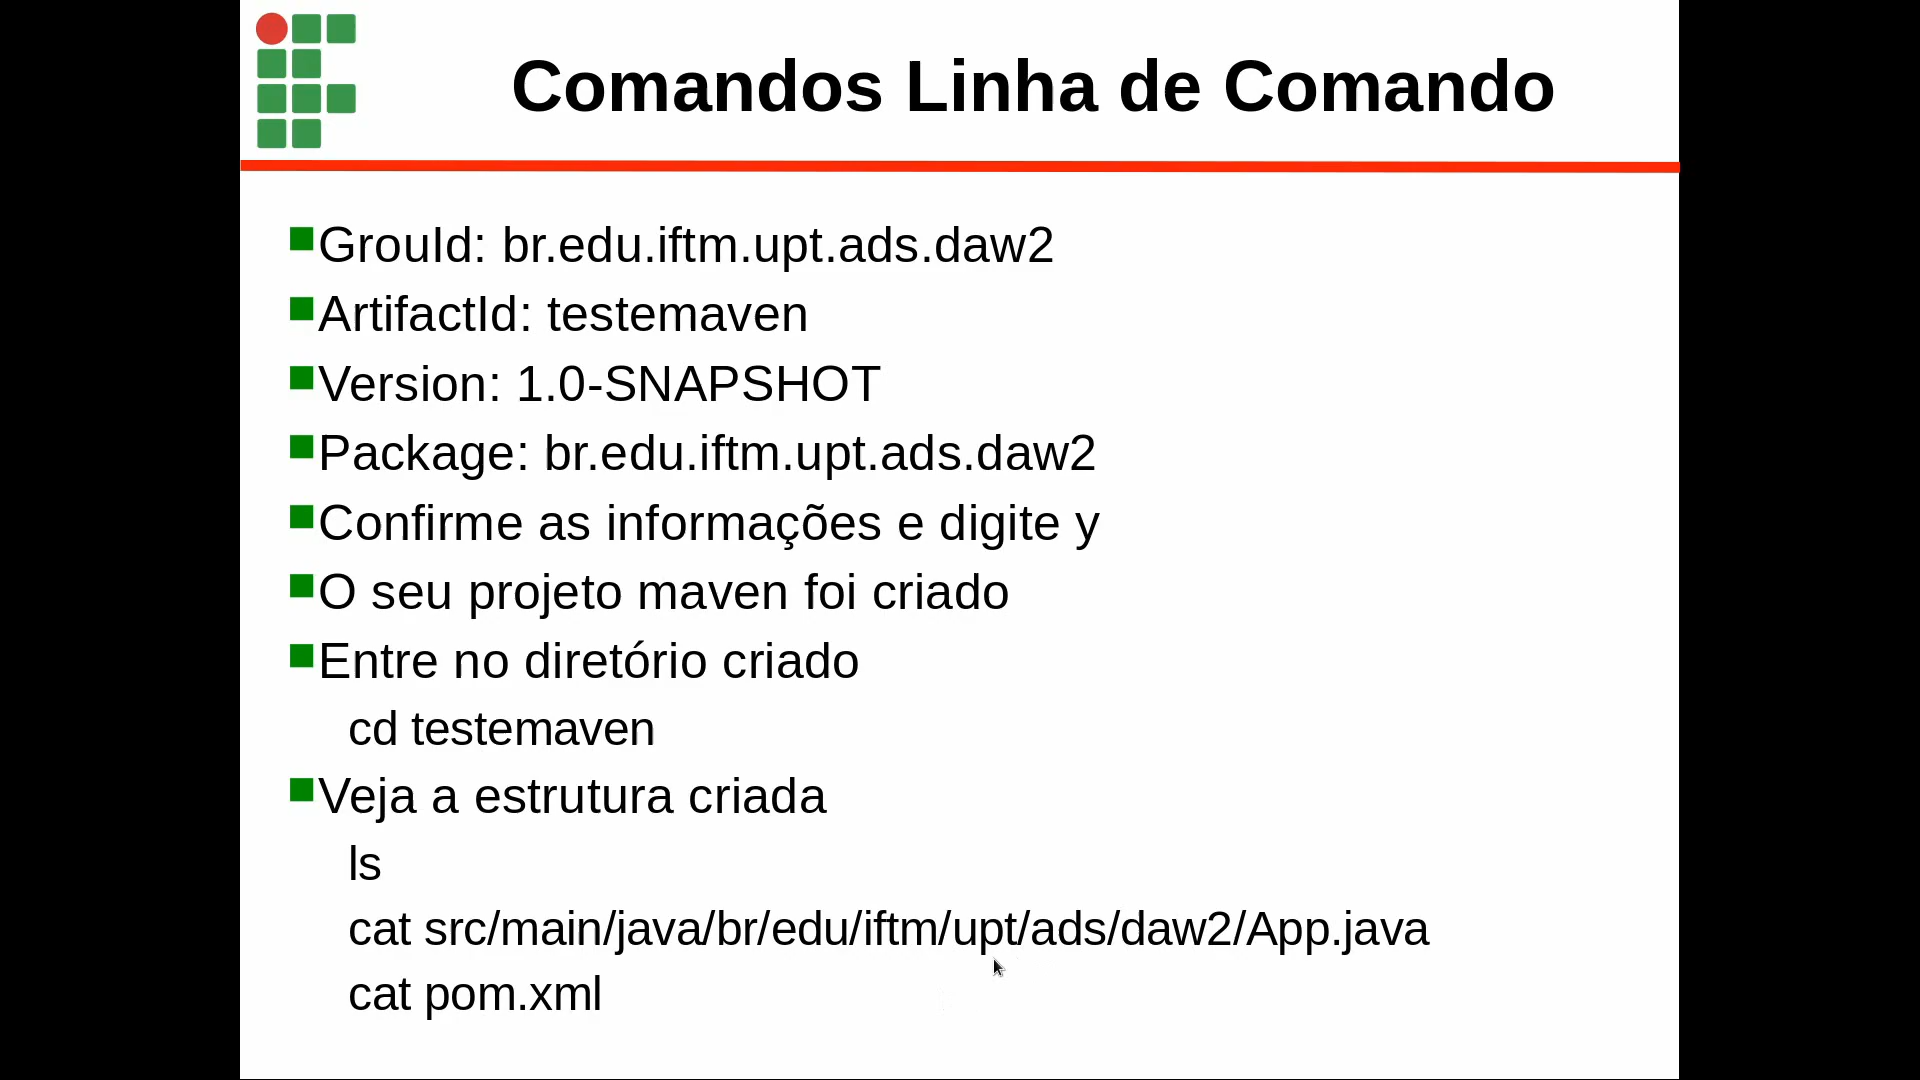 Comandos Linha de Comando
GrouId: br.edu.iftm.upt.ads.daw2
ArtifactId: testemaven
Version: 1.0-SNAPSHOT
Package: br.edu.iftm.upt.ads.daw2
Confirme as informações e digite y
O seu projeto maven foi criado
Entre no diretório criado
cd testemaven
Veja a estrutura criada
ls
cat src/main/java/br/edu/iftm/upt/ads/daw2/App.java
cat pom.xml